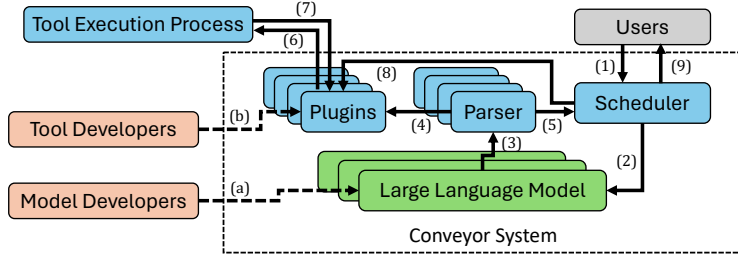 Tool Execution Process
(7)
(6)
Users
(1)
(9)
(8)
Plugins
Parser
Scheduler
Tool Developers
(b)
(4)
(5)
(3)
(2)
Model Developers
(a)
Large Language Model
Conveyor System